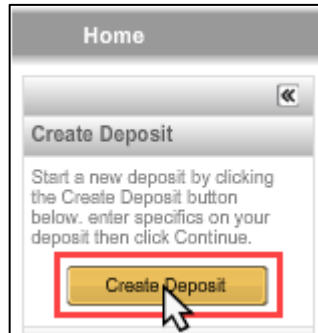 Home
Create Deposit
Start a new deposit by clicking
the Create Deposit button
below. enter specifics on your
deposit then click Continue.
Create Deposit